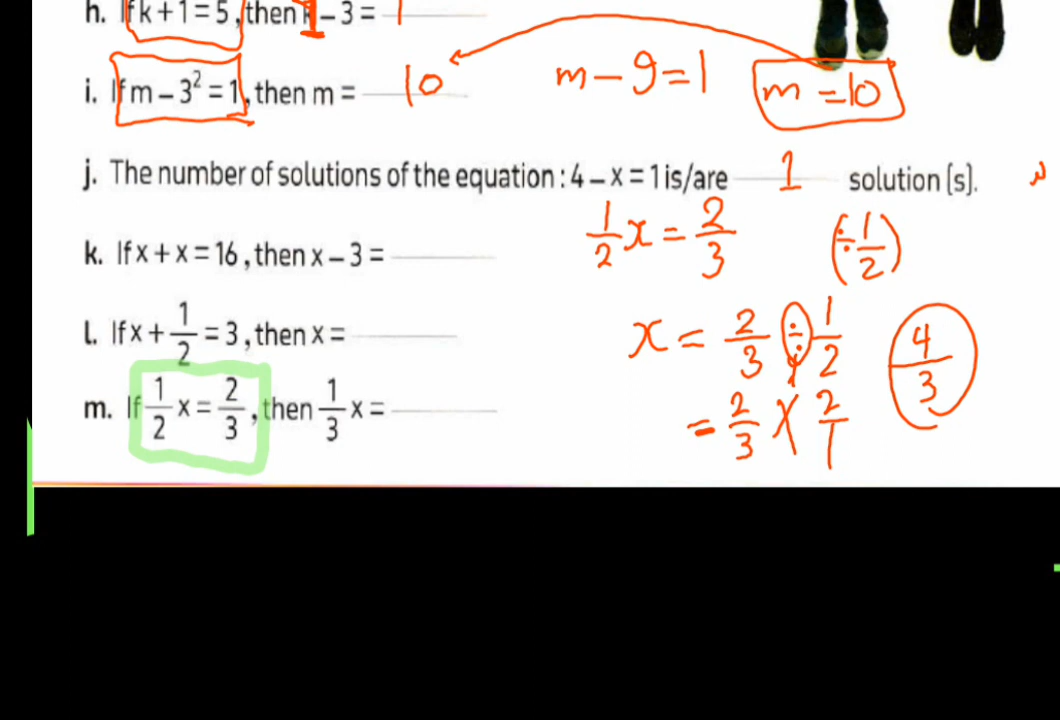 h. If k + 1 = 5, then k – 3 = 1
i. If m – 3² = 1, then m = 10 m – 9 = 1 m = 10
j. The number of solutions of the equation : 4 – x = 1 is/are 1 solution (s).
1/2 x = 2/3 (÷ 1/2)
k. If x + x = 16, then x – 3 =
l. If x + 1/2 = 3, then x =
x = 2/3 ÷ 1/2 4/3
m. If 1/2 x = 2/3, then 1/3 x =
= 2/3 X 2/1